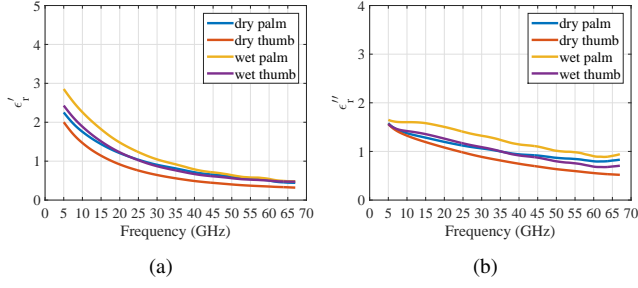 5
4
3
2
1
0
ϵ′r
dry palm
dry thumb
wet palm
wet thumb
0 5 10 15 20 25 30 35 40 45 50 55 60 65 70
Frequency (GHz)
(a)
4
3
2
1
0
ϵ″r
dry palm
dry thumb
wet palm
wet thumb
0 5 10 15 20 25 30 35 40 45 50 55 60 65 70
Frequency (GHz)
(b)